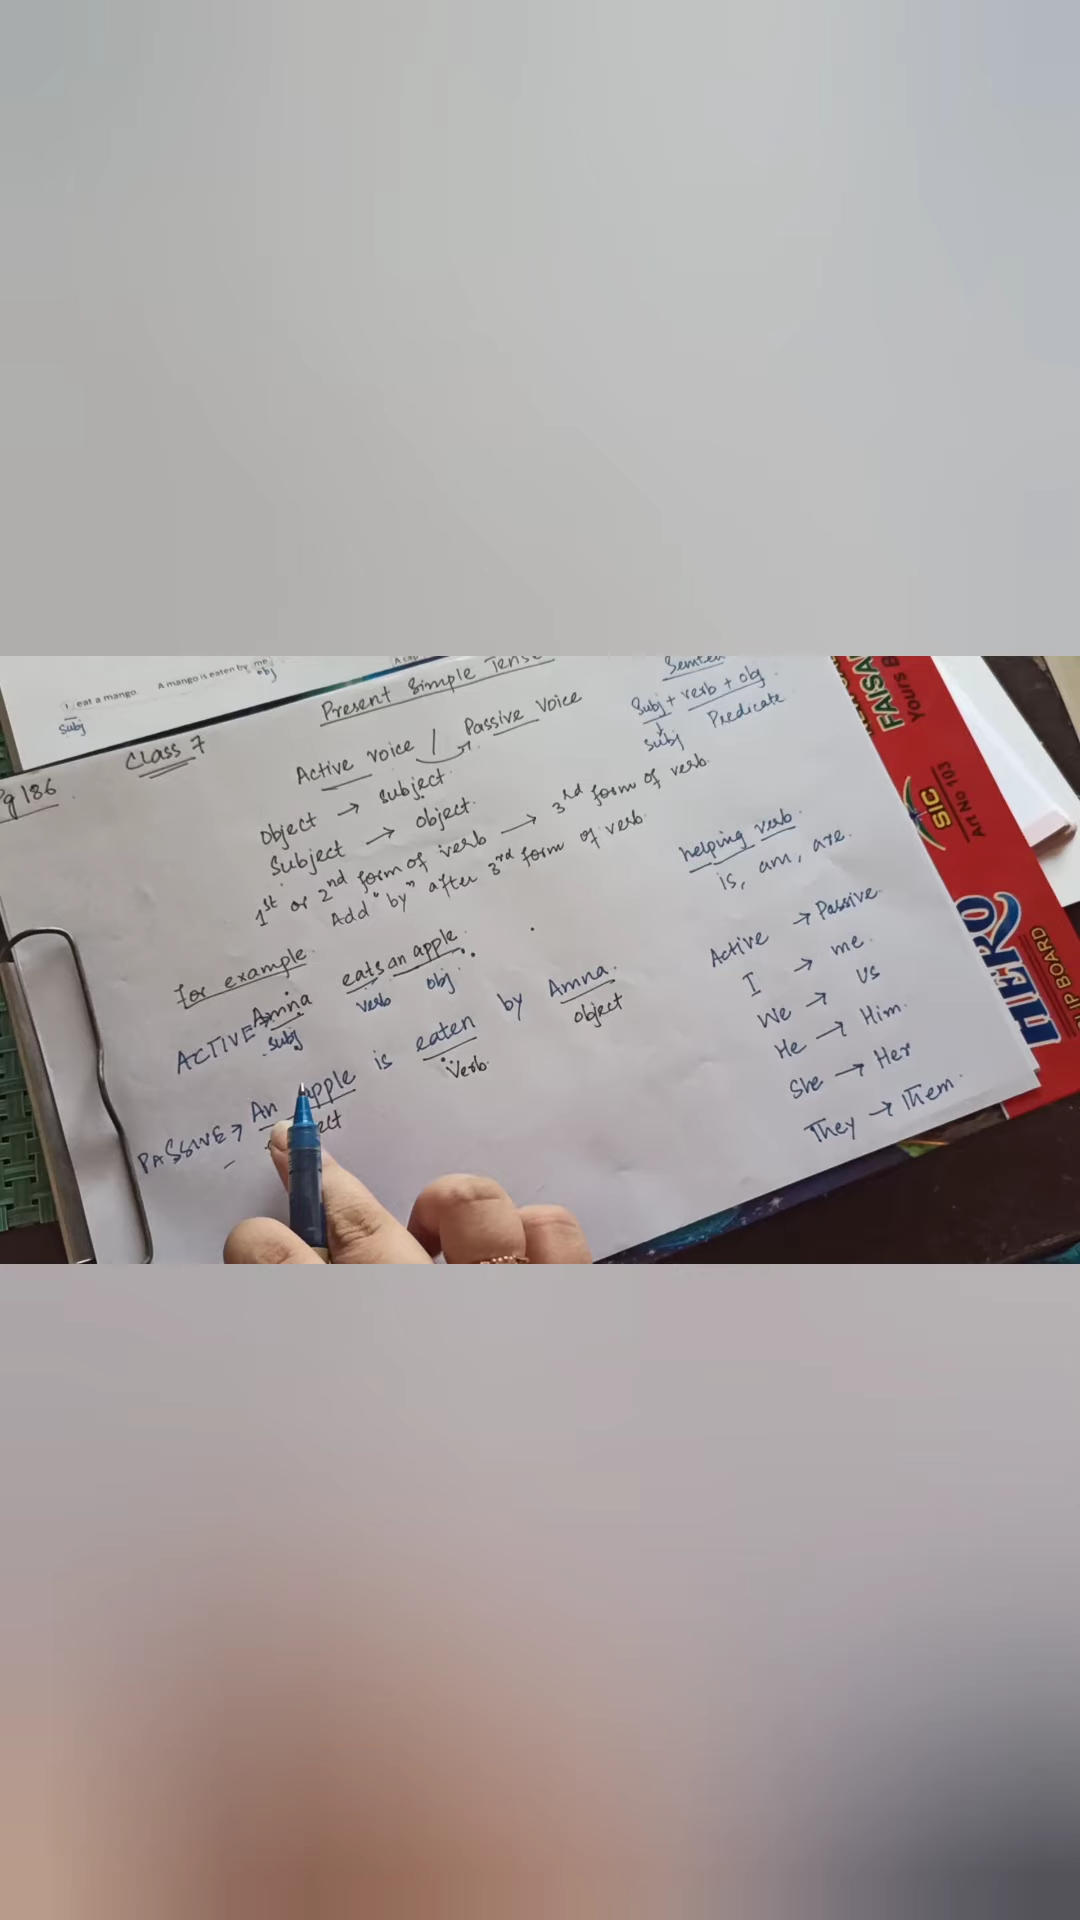 I eat a mango. A mango is eaten by me
Subj
obj
Pg 186
Class 7
Present Simple Tense
Active Voice / Passive Voice
Object → subject.
Subject → object.
1st or 2nd form of verb → 3rd form of verb.
Add "by" after 3rd form of verb.
Subj + verb + obj.
subj Predicate
helping verb.
is, am, are.
Active → Passive.
I → me.
We → Us
He → Him.
She → Her
They → Them.
for example.
ACTIVE → Amna eats an apple.
subj verb obj.
PASSIVE → An apple is eaten by Amna.
Verb. object
HERO
CLIP BOARD
SIC
Art No 103
FAISA
Yours B